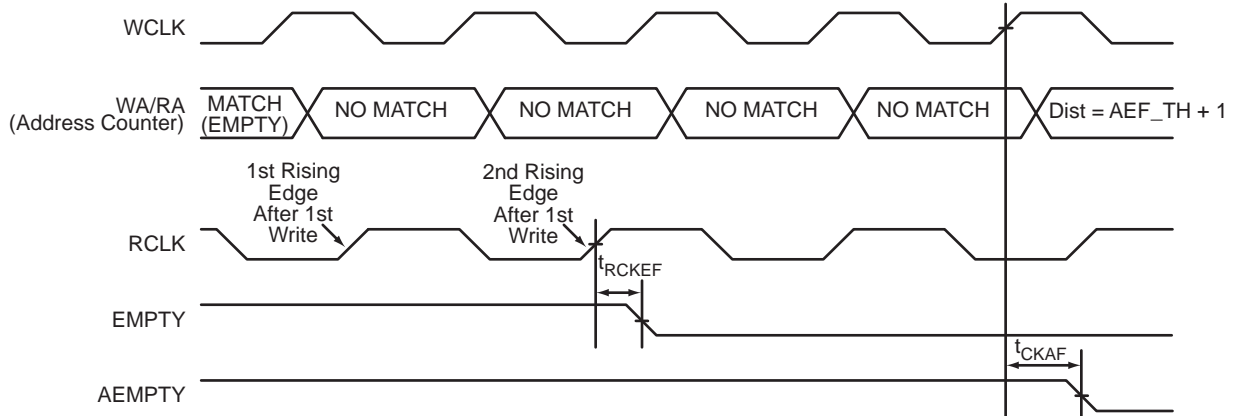 WCLK
WA/RA
(Address Counter)
MATCH
(EMPTY)
NO MATCH
NO MATCH
NO MATCH
NO MATCH
Dist = AEF_TH + 1
1st Rising
Edge
After 1st
Write
2nd Rising
Edge
After 1st
Write
RCLK
tRCKEF
EMPTY
tCKAF
AEMPTY